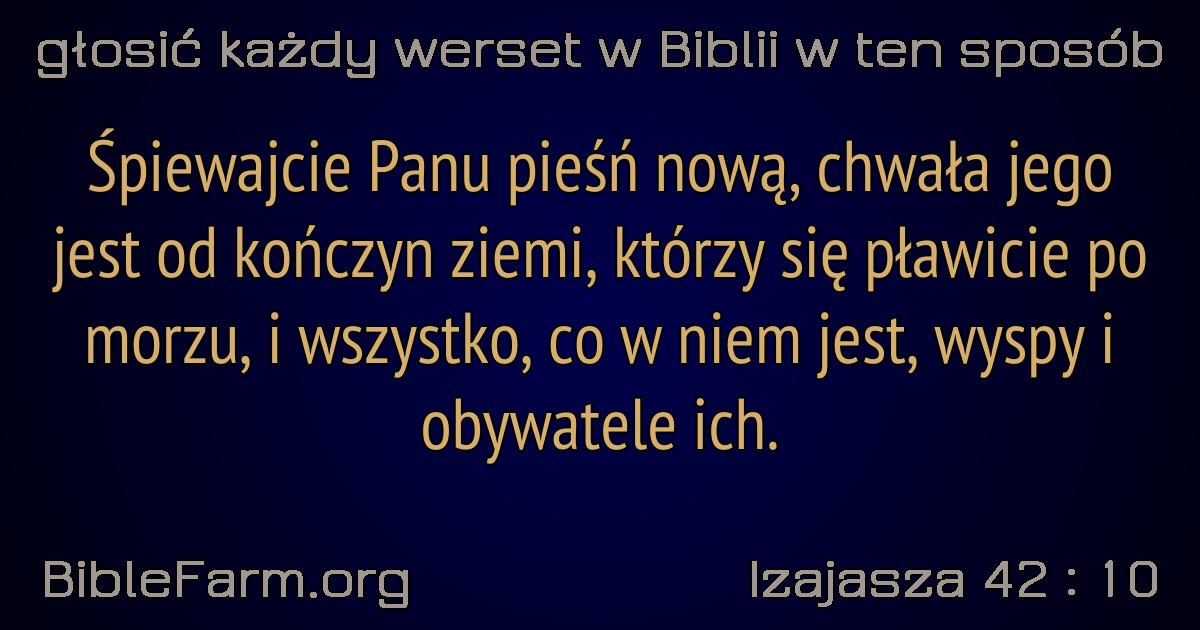 głosić każdy werset w Biblii w ten sposób
Śpiewajcie Panu pieśń nową, chwała jego
jest od kończyn ziemi, którzy się pławicie po
morzu, i wszystko, co w niem jest, wyspy i
obywatele ich.
BibleFarm.org
Izajasza 42 : 10